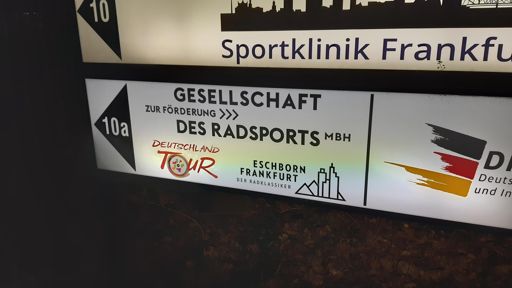 10
Sportklinik Frankfu
10a
GESELLSCHAFT
ZUR FÖRDERUNG >>>
DES RADSPORTS MBH
DEUTSCHLAND
TOUR
ESCHBORN
FRANKFURT
DER RADKLASSIKER
D
Deuts
und In